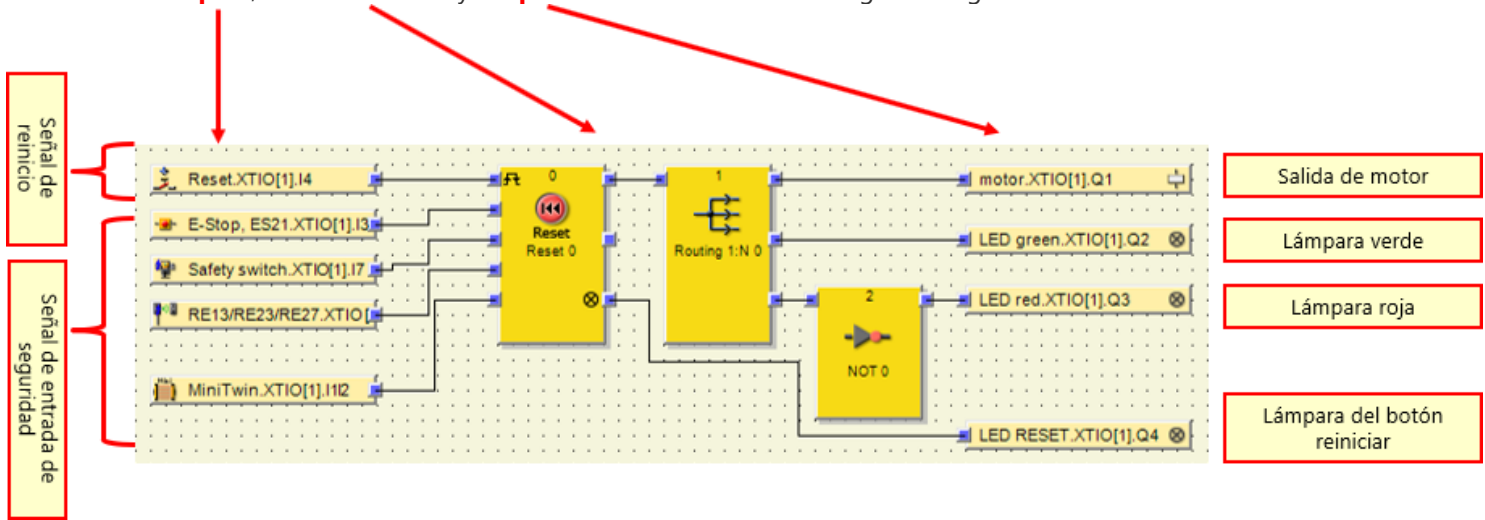 Señal de
reinicio
Señal de entrada de
seguridad
Reset.XTIO[1].I4
E-Stop, ES21.XTIO[1].I3
Safety switch.XTIO[1].I7
RE13/RE23/RE27.XTIO[
MiniTwin.XTIO[1].I1I2
0
Reset
Reset 0
1
Routing 1:N 0
2
NOT 0
motor.XTIO[1].Q1
LED green.XTIO[1].Q2
LED red.XTIO[1].Q3
LED RESET.XTIO[1].Q4
Salida de motor
Lámpara verde
Lámpara roja
Lámpara del botón
reiniciar